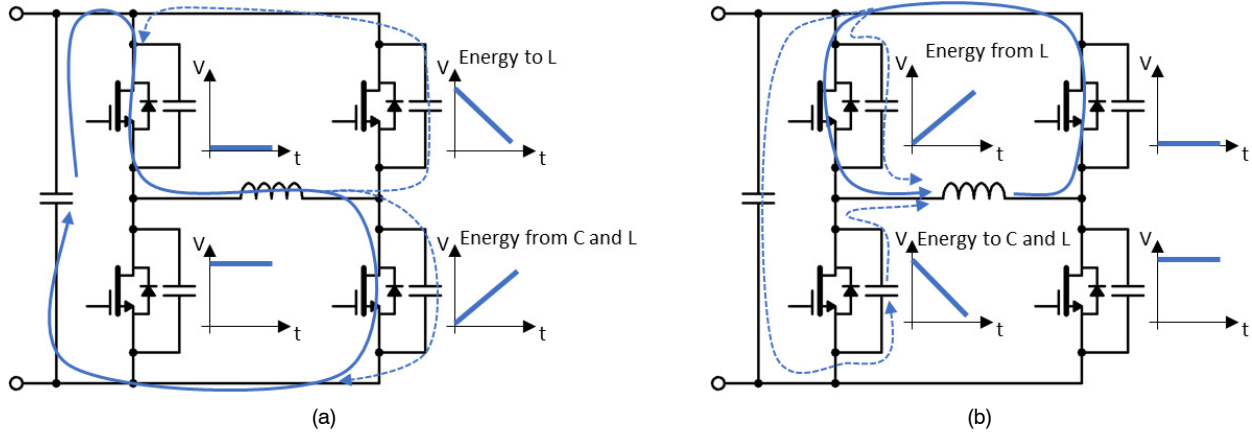 V
Energy to L
V
t
t
V
Energy from C and L
V
t
t
(a)
Energy from L
V
V
t
t
Energy to C and L
V
V
t
t
(b)